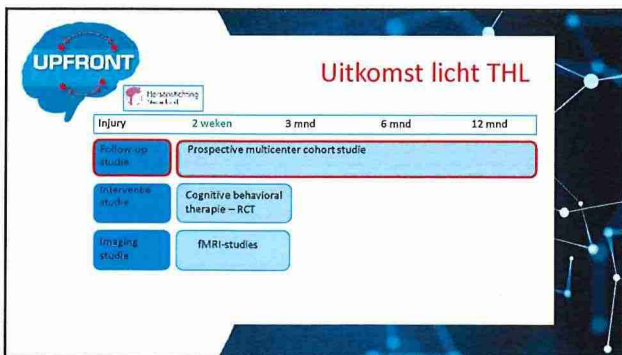 UPFRONT
Uitkomst licht THL
Hersenstichting
Injury 2 weken 3 mnd 6 mnd 12 mnd
Follow-up studie
Prospective multicenter cohort studie
Interventie studie
Cognitive behavioral
therapie – RCT
Imaging studie
fMRI-studies